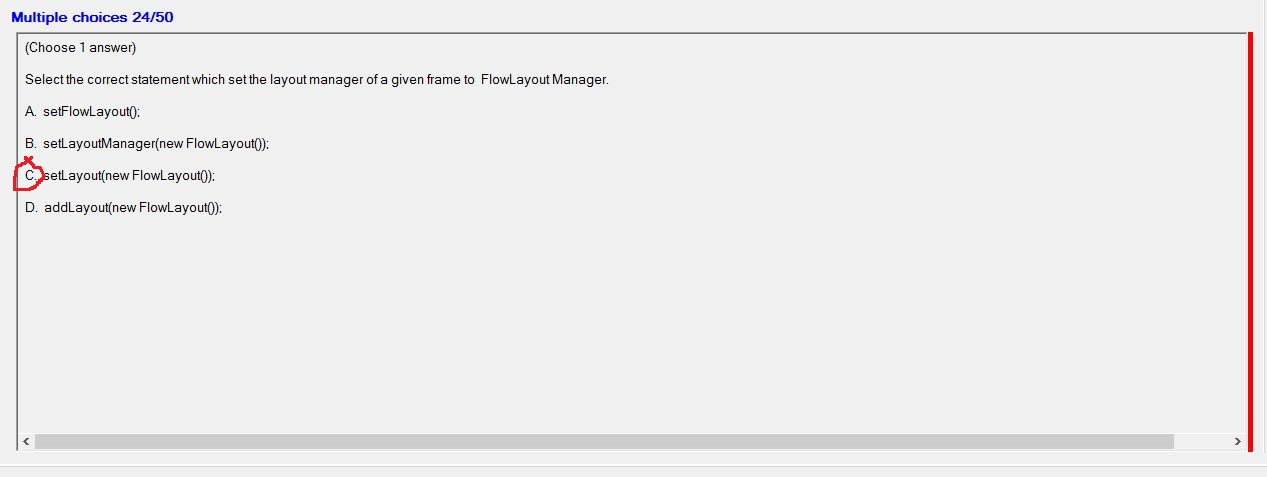 Multiple choices 24/50
(Choose 1 answer)
Select the correct statement which set the layout manager of a given frame to FlowLayout Manager.
A. setFlowLayout();
B. setLayoutManager(new FlowLayout());
C. setLayout(new FlowLayout());
D. addLayout(new FlowLayout());